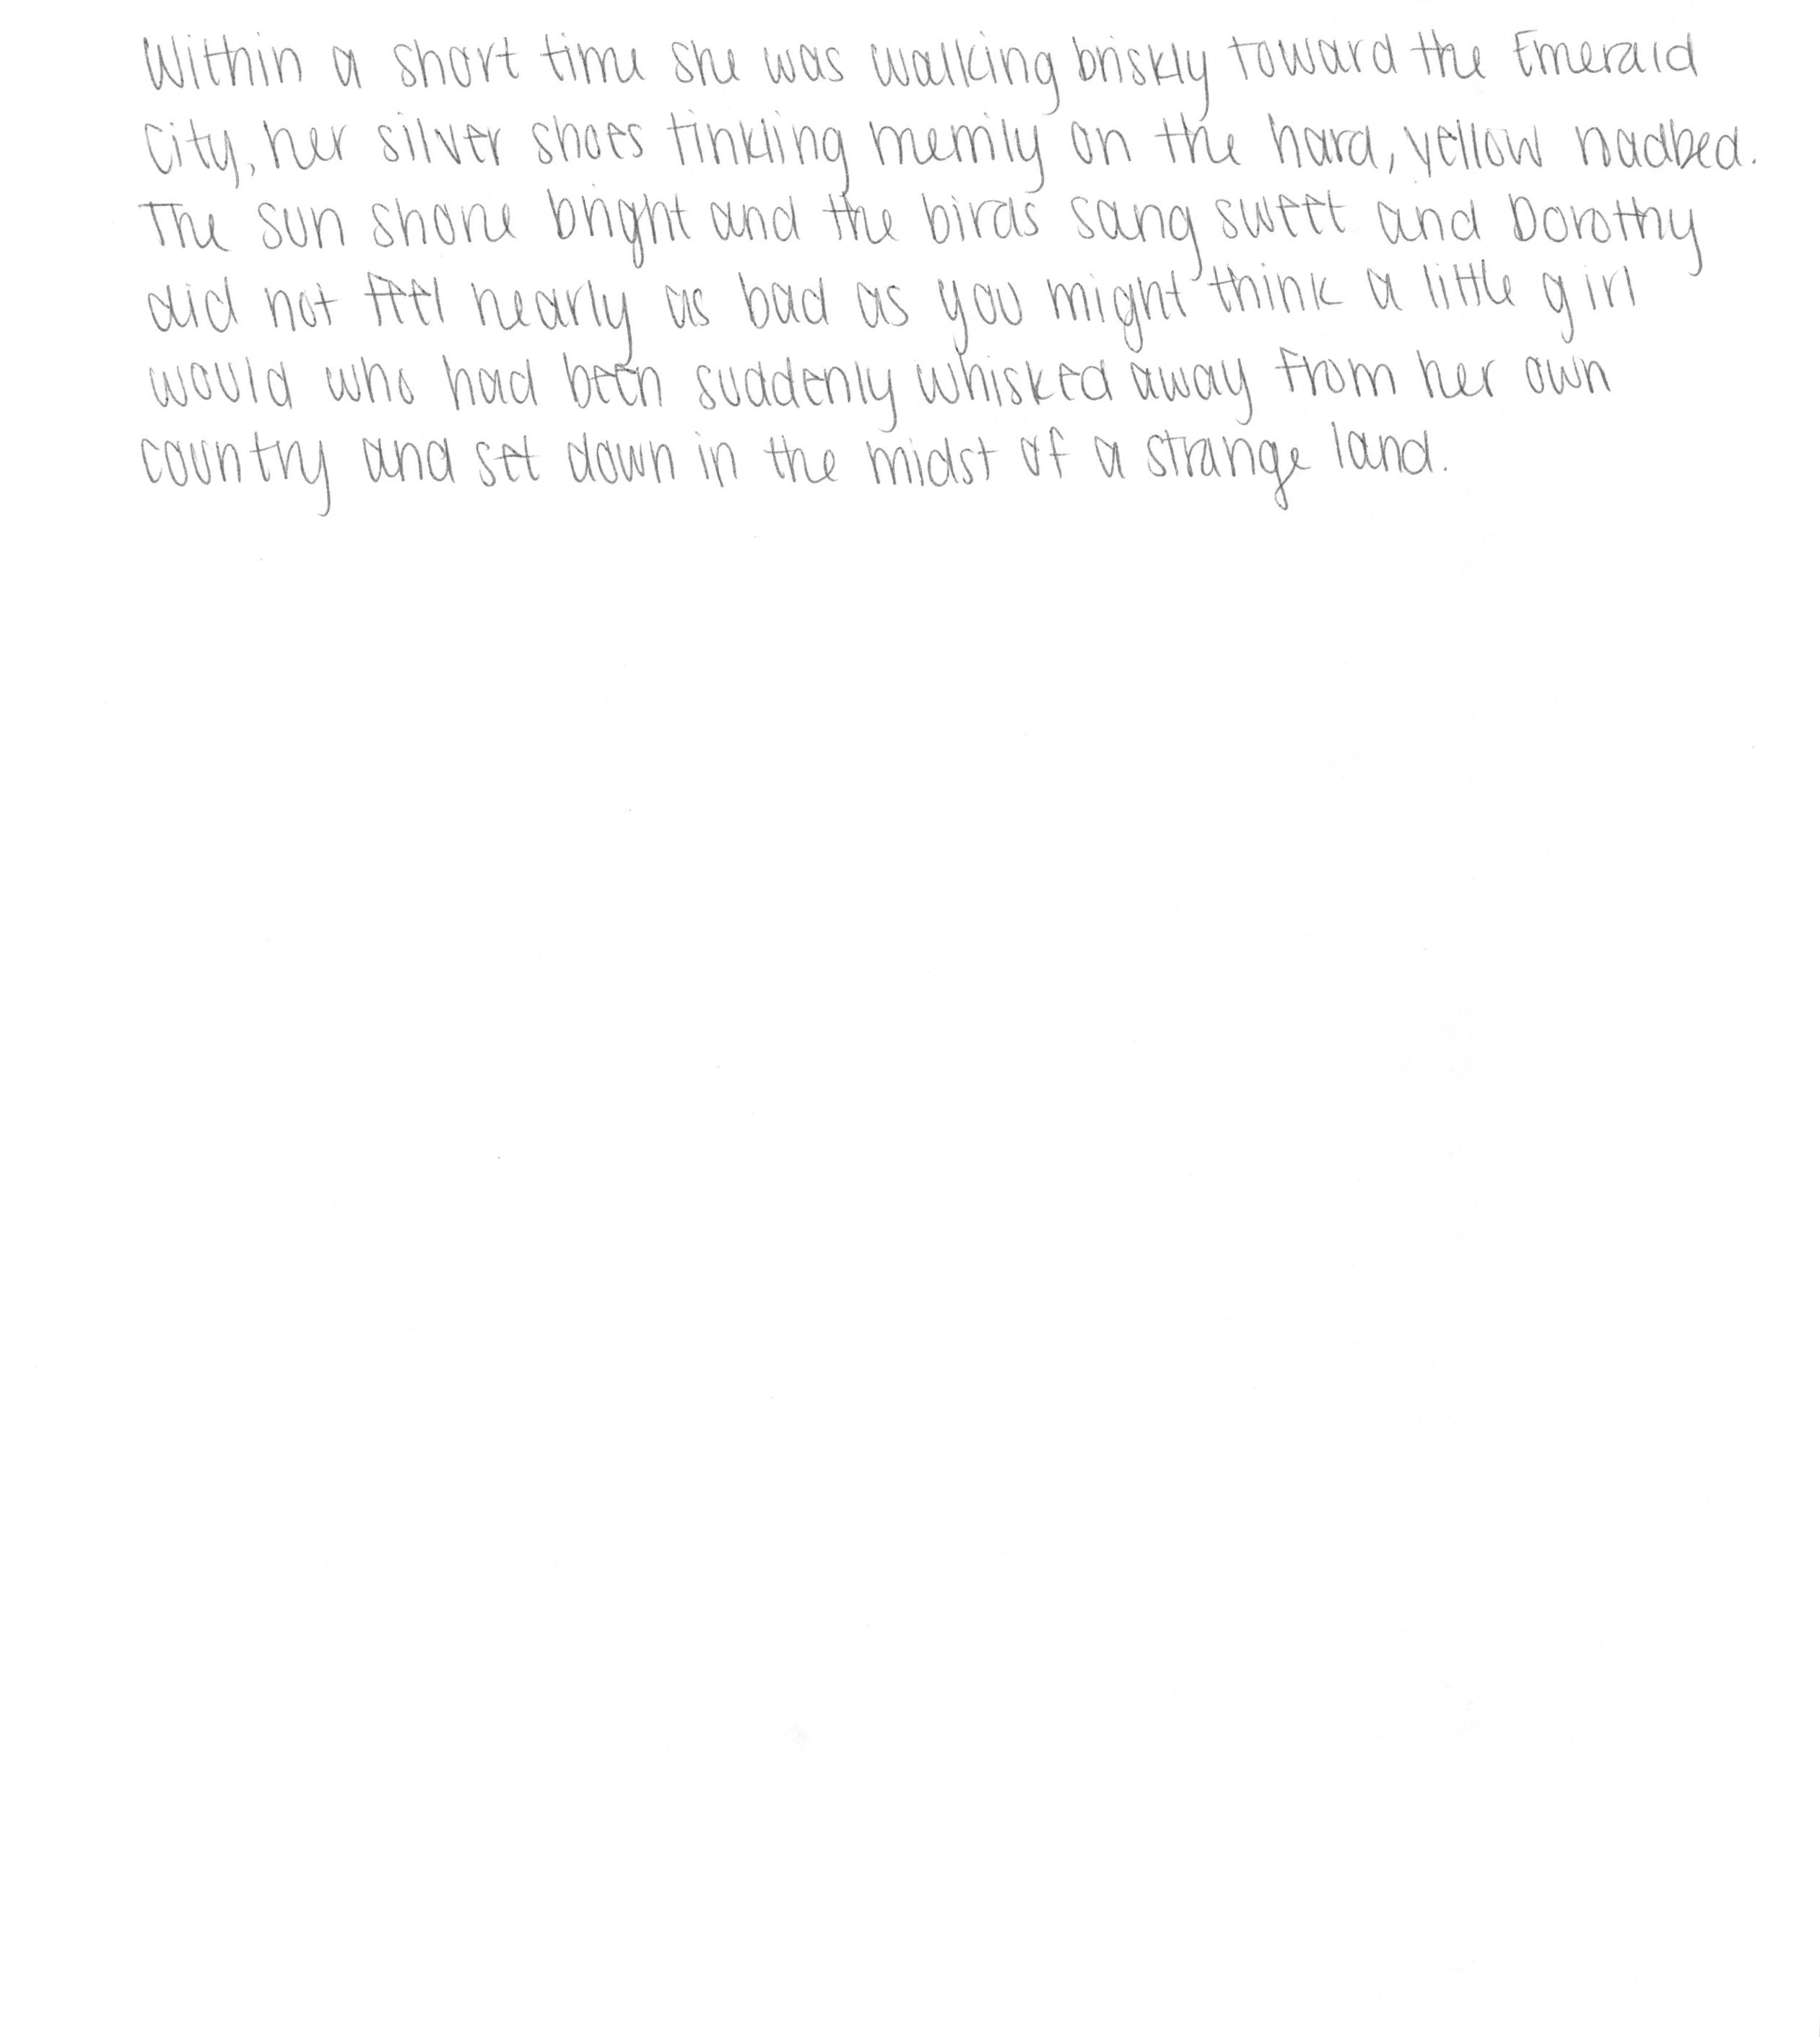 Within a short time she was walking briskly toward the Emerald
City, her silver shoes tinkling merrily on the hard, yellow roadbed.
The sun shone bright and the birds sang sweet and Dorothy
did not feel nearly as bad as you might think a little girl
would who had been suddenly whisked away from her own
country and set down in the midst of a strange land.